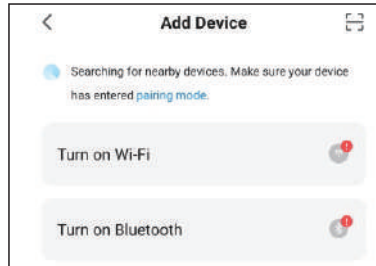 Add Device
Searching for nearby devices. Make sure your device
has entered pairing mode.
Turn on Wi-Fi
Turn on Bluetooth